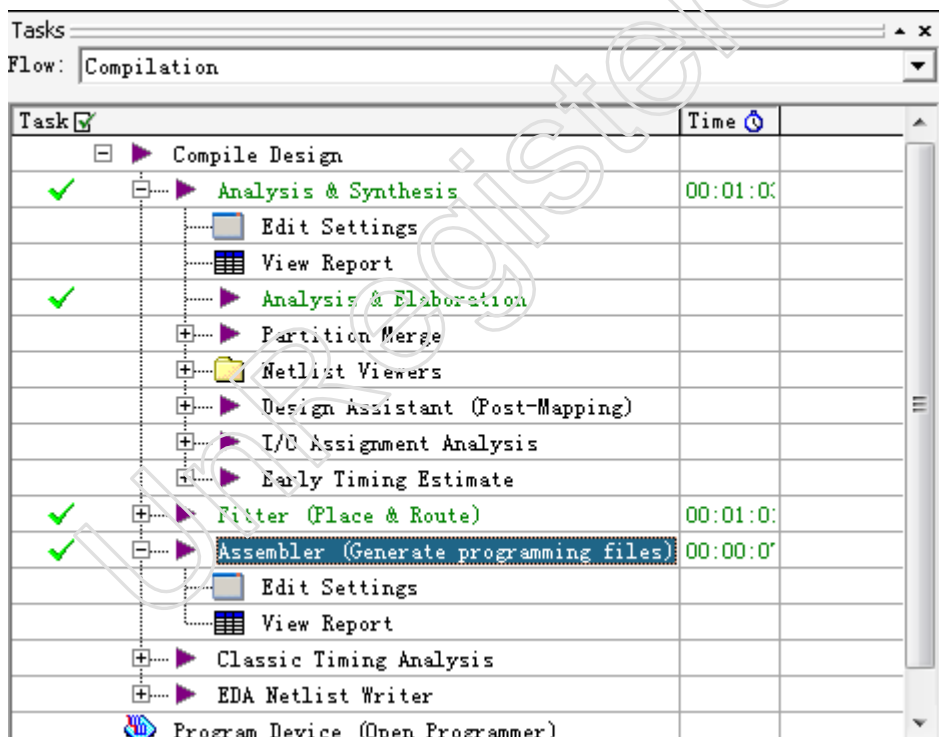 Tasks
Flow: Compilation
Task Time
Compile Design
Analysis & Synthesis 00:01:0
Edit Settings
View Report
Analysis & Elaboration
Partition Merge
Netlist Viewers
Design Assistant (Post-Mapping)
I/O Assignment Analysis
Early Timing Estimate
Fitter (Place & Route) 00:01:0
Assembler (Generate programming files) 00:00:0
Edit Settings
View Report
Classic Timing Analysis
EDA Netlist Writer
Program Device (Open Programmer)
UnRegistere